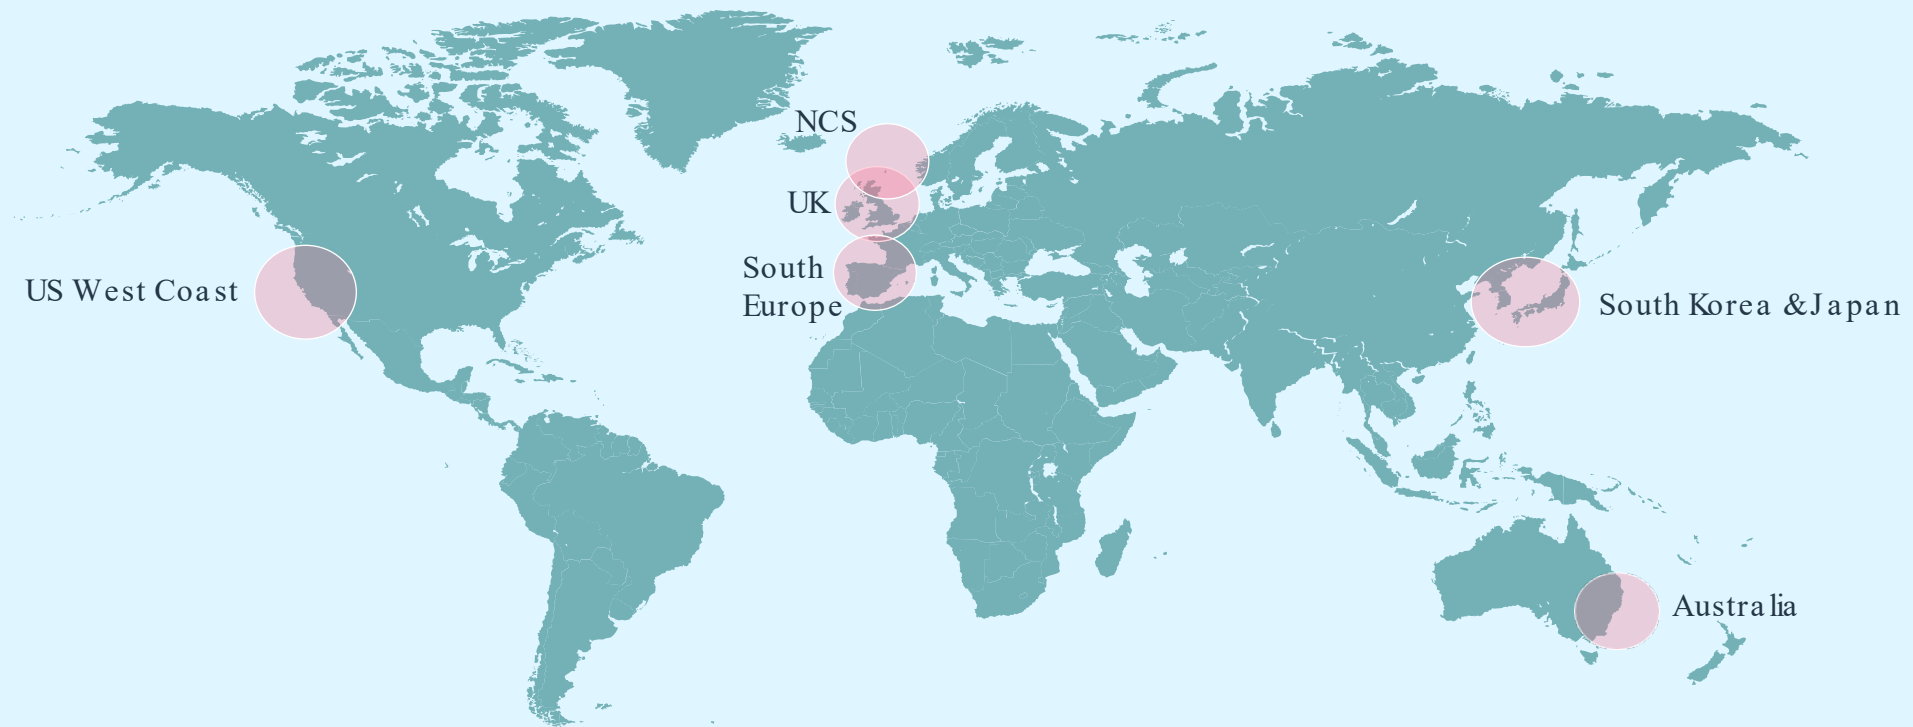 NCS
UK
South
Europe
US West Coast
South Korea & Japan
Australia